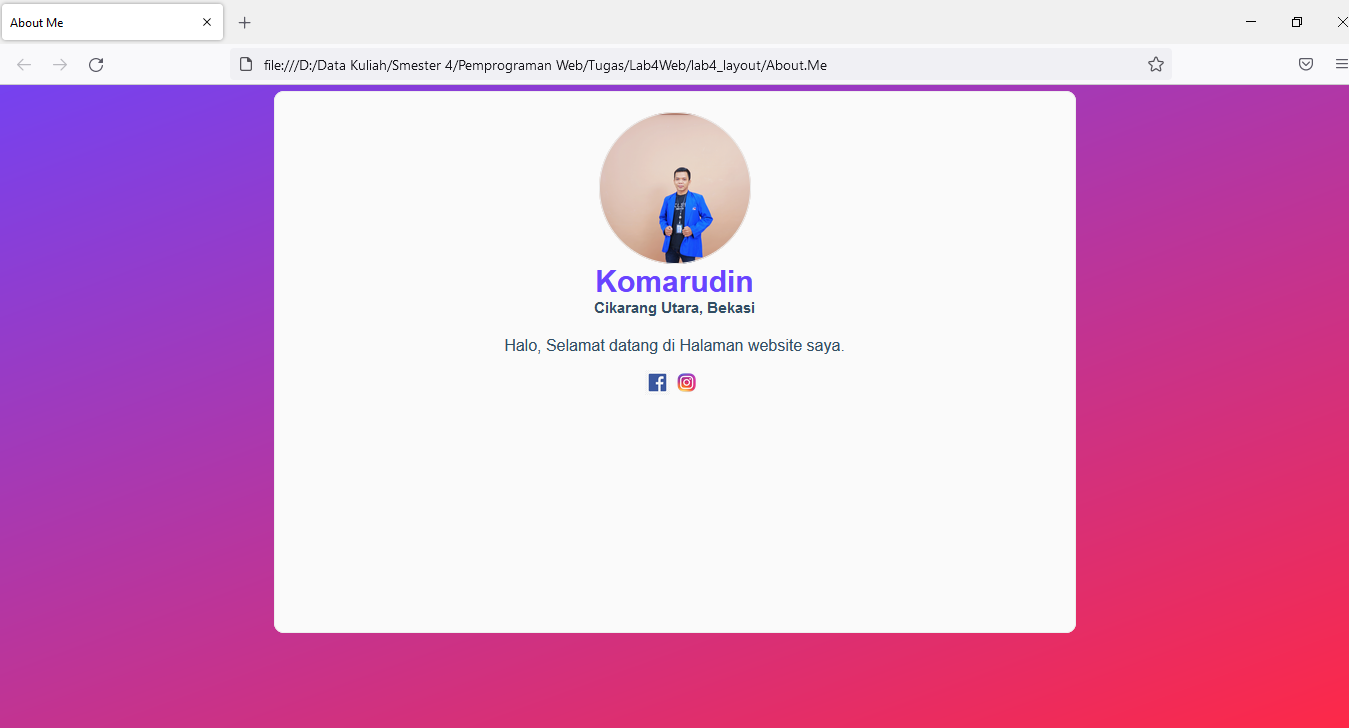 About Me
file:///D:/Data Kuliah/Smester 4/Pemprograman Web/Tugas/Lab4Web/lab4_layout/About.Me
Komarudin
Cikarang Utara, Bekasi
Halo, Selamat datang di Halaman website saya.